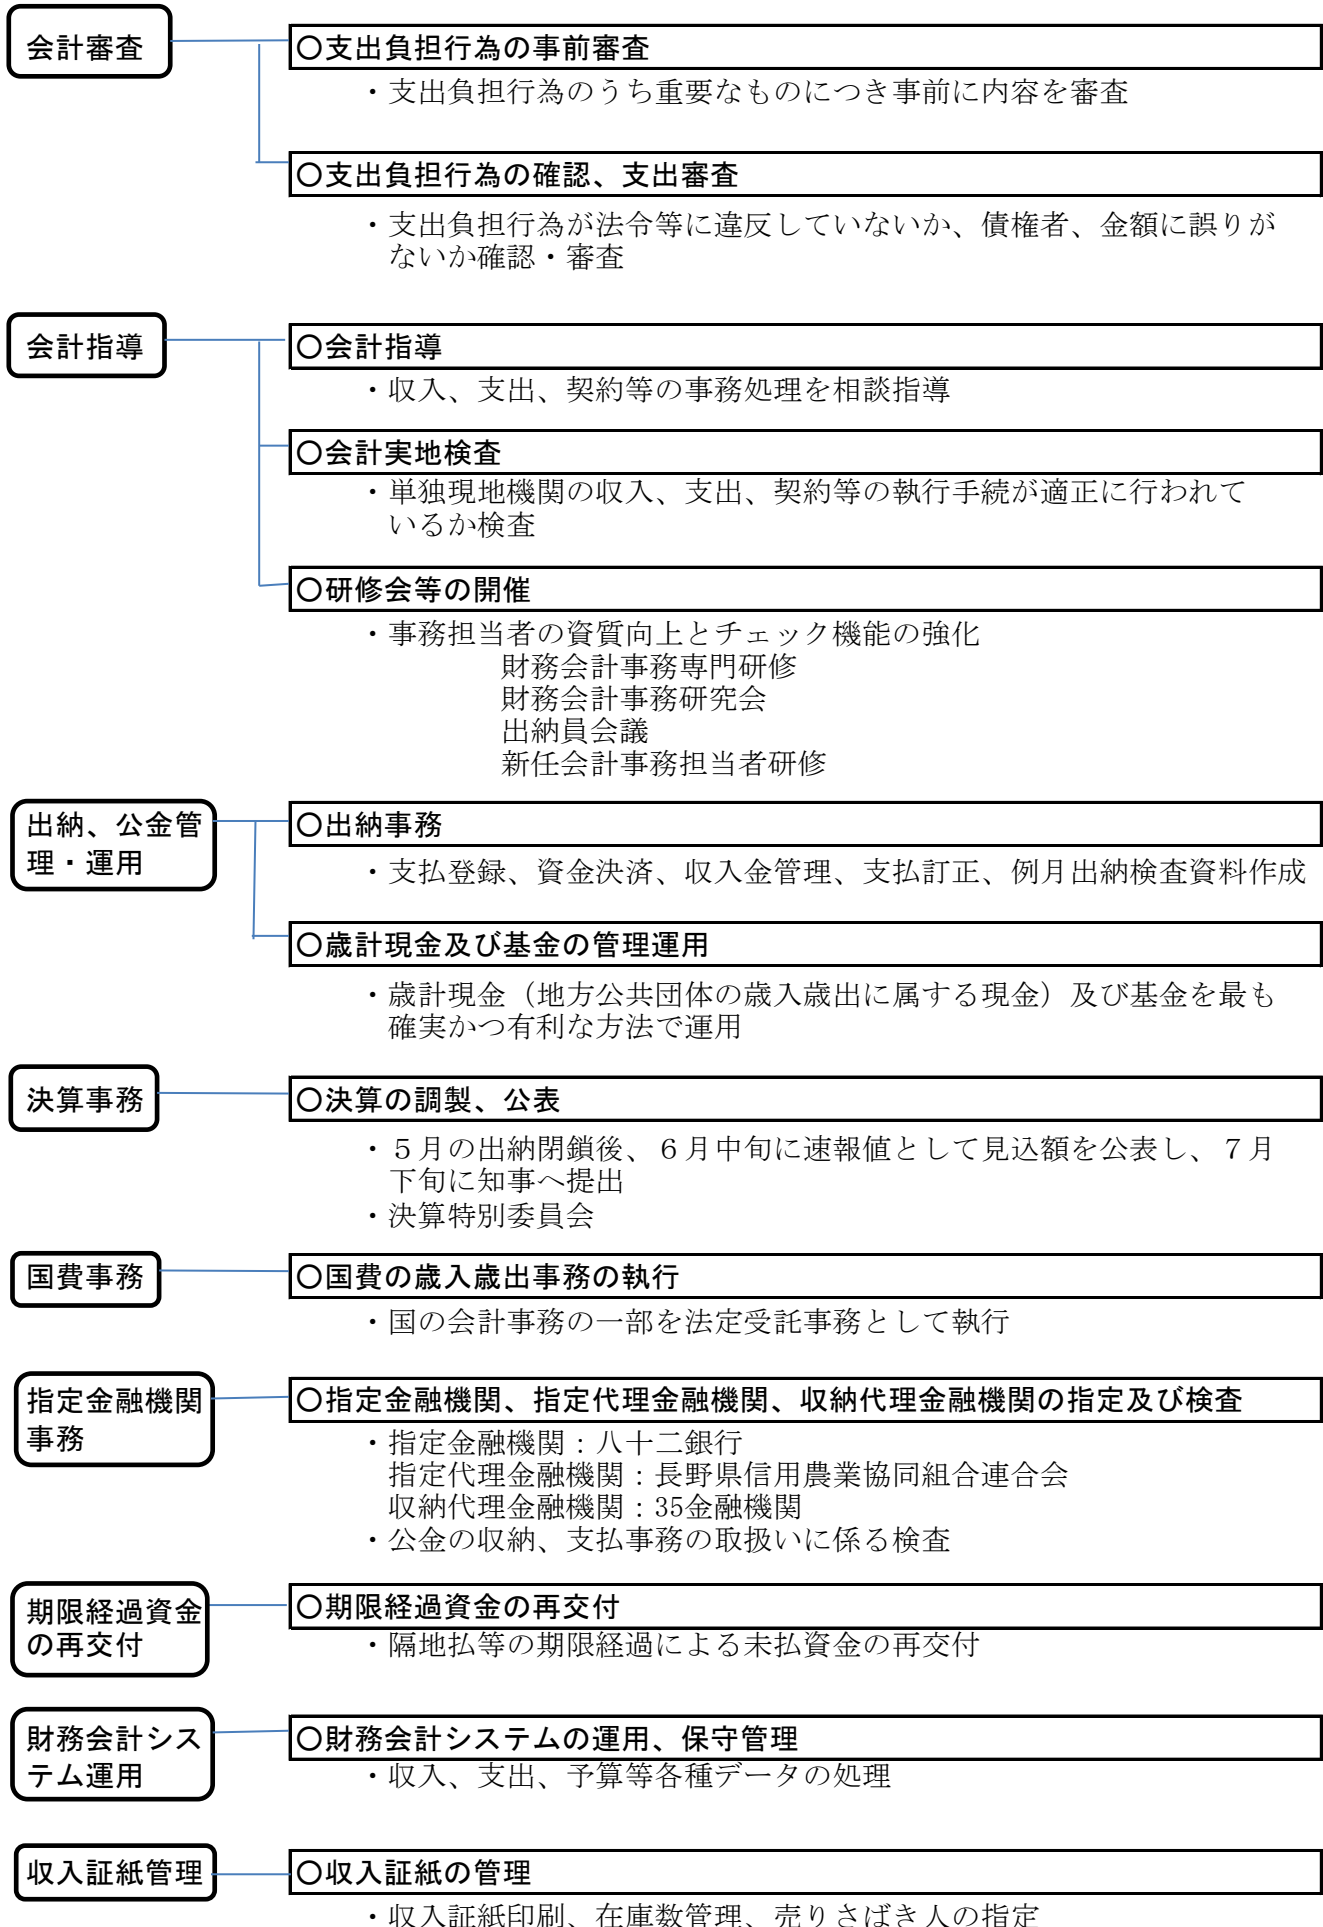 会計審査
〇支出負担行為の事前審査
・支出負担行為のうち重要なものにつき事前に内容を審査
〇支出負担行為の確認、支出審査
・支出負担行為が法令等に違反していないか、債権者、金額に誤りが
ないか確認・審査
会計指導
〇会計指導
・収入、支出、契約等の事務処理を相談指導
〇会計実地検査
・単独現地機関の収入、支出、契約等の執行手続が適正に行われて
いるか検査
〇研修会等の開催
・事務担当者の資質向上とチェック機能の強化
財務会計事務専門研修
財務会計事務研究会
出納員会議
新任会計事務担当者研修
出納、公金管
理・運用
〇出納事務
・支払登録、資金決済、収入金管理、支払訂正、例月出納検査資料作成
〇歳計現金及び基金の管理運用
・歳計現金（地方公共団体の歳入歳出に属する現金）及び基金を最も
確実かつ有利な方法で運用
決算事務
〇決算の調製、公表
・５月の出納閉鎖後、６月中旬に速報値として見込額を公表し、７月
下旬に知事へ提出
・決算特別委員会
国費事務
〇国費の歳入歳出事務の執行
・国の会計事務の一部を法定受託事務として執行
指定金融機関
事務
〇指定金融機関、指定代理金融機関、収納代理金融機関の指定及び検査
・指定金融機関：八十二銀行
指定代理金融機関：長野県信用農業協同組合連合会
収納代理金融機関：35金融機関
・公金の収納、支払事務の取扱いに係る検査
期限経過資金
の再交付
〇期限経過資金の再交付
・隔地払等の期限経過による未払資金の再交付
財務会計シス
テム運用
〇財務会計システムの運用、保守管理
・収入、支出、予算等各種データの処理
収入証紙管理
〇収入証紙の管理
・収入証紙印刷、在庫数管理、売りさばき人の指定